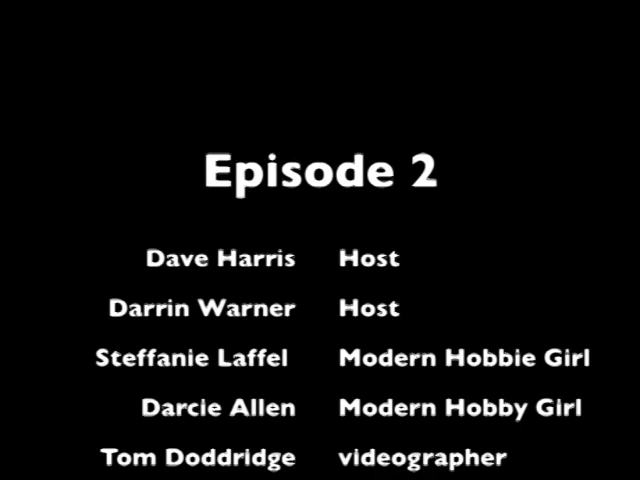 Episode 2
Dave Harris Host
Darrin Warner Host
Steffanie Laffel Modern Hobbie Girl
Darcie Allen Modern Hobby Girl
Tom Doddridge videographer